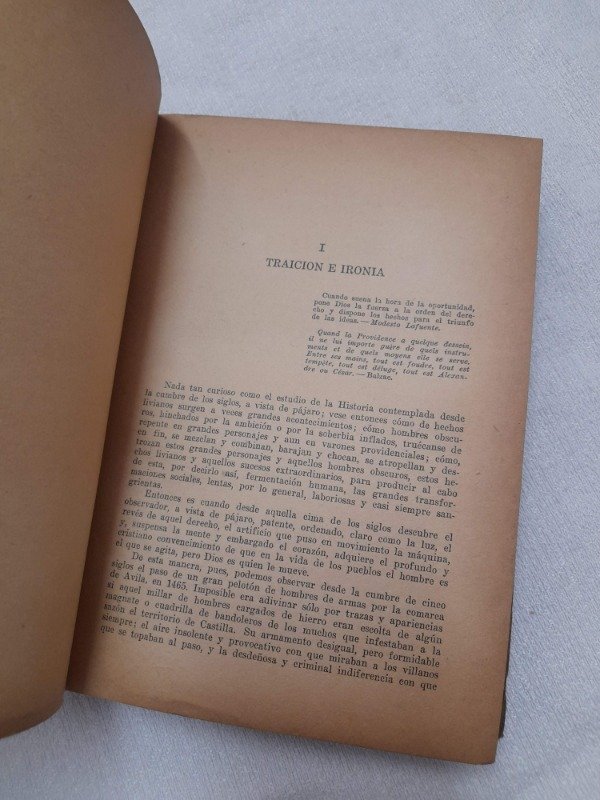 I
TRAICION E IRONIA
Cuando suena la hora de la oportunidad,
pone Dios la fuerza a la orden del dere-
cho y dispone los hechos para el triunfo
de las ideas. — Modesto Lafuente.
Quand la Providence a quelque dessein,
il ne lui importe guère de quels instru-
ments et de quels moyens elle se serve.
Entre ses mains, tout est foudre, tout est
tempête, tout est déluge, tout est Alexan-
dre ou César. — Balzac.
Nada tan curioso como el estudio de la Historia contemplada desde
la cumbre de los siglos, a vista de pájaro; vese entonces cómo de hechos
livianos surgen a veces grandes acontecimientos; cómo hombres obscu-
ros, hinchados por la ambición o por la soberbia inflados, truécanse de
repente en grandes personajes y aun en varones providenciales; cómo,
en fin, se mezclan y combinan, barajan y chocan, se atropellan y des-
trozan estos grandes personajes y aquellos hombres obscuros, estos he-
chos livianos y aquellos sucesos extraordinarios, para producir al cabo
de esta, por decirlo así, fermentación humana, las grandes transfor-
maciones sociales, lentas, por lo general, laboriosas y casi siempre san-
grientas.
Entonces es cuando desde aquella cima de los siglos descubre el
observador, a vista de pájaro, patente, ordenado, claro como la luz, el
revés de aquel derecho, el artificio que puso en movimiento la máquina,
y, suspensa la mente y embargado el corazón, adquiere el profundo y
cristiano convencimiento de que en la vida de los pueblos el hombre es
el que se agita, pero Dios es quien le mueve.
De esta manera, pues, podemos observar desde la cumbre de cinco
siglos el paso de un gran pelotón de hombres de armas por la comarca
de Avila, en 1465. Imposible era adivinar sólo por trazas y apariencias
si aquel millar de hombres cargados de hierro eran escolta de algún
magnate o cuadrilla de bandoleros de los muchos que infestaban a la
sazón el territorio de Castilla. Su armamento desigual, pero formidable
siempre; el aire insolente y provocativo con que miraban a los villanos
que se topaban al paso, y la desdeñosa y criminal indiferencia con que